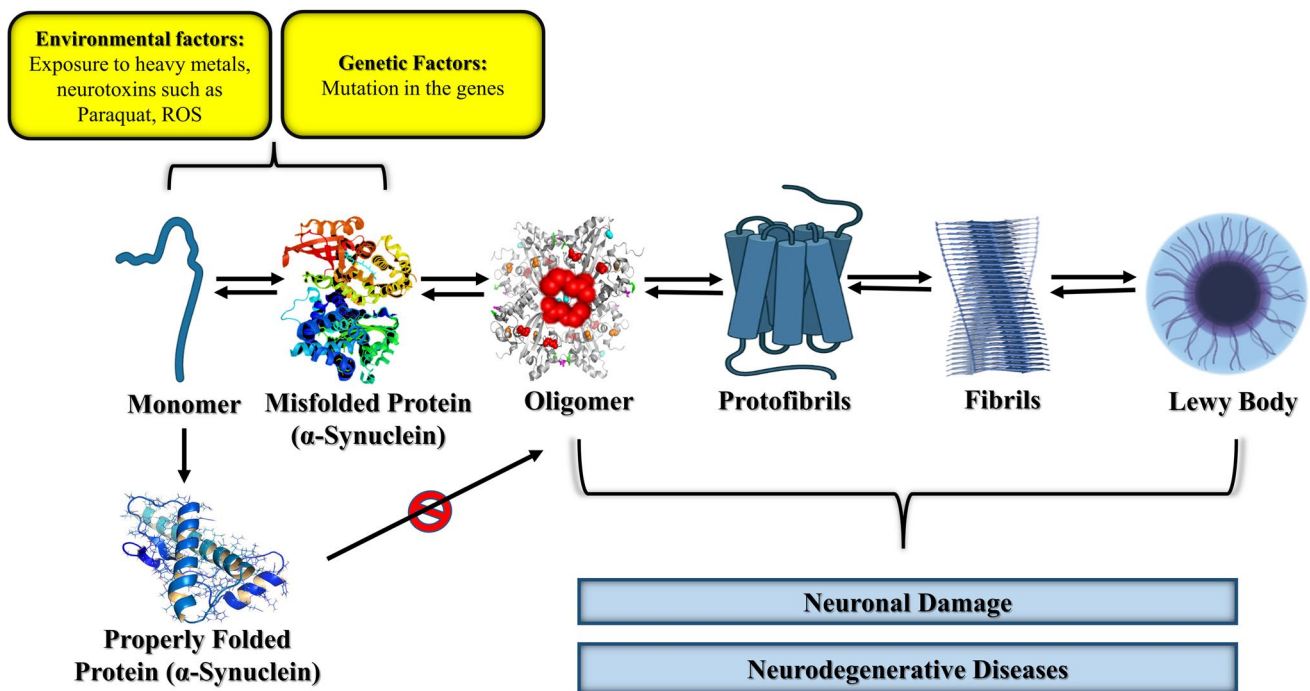 Environmental factors:
Exposure to heavy metals,
neurotoxins such as
Paraquat, ROS
Genetic Factors:
Mutation in the genes
Monomer
Misfolded Protein
(α-Synuclein)
Oligomer
Protofibrils
Fibrils
Lewy Body
Properly Folded
Protein (α-Synuclein)
Neuronal Damage
Neurodegenerative Diseases